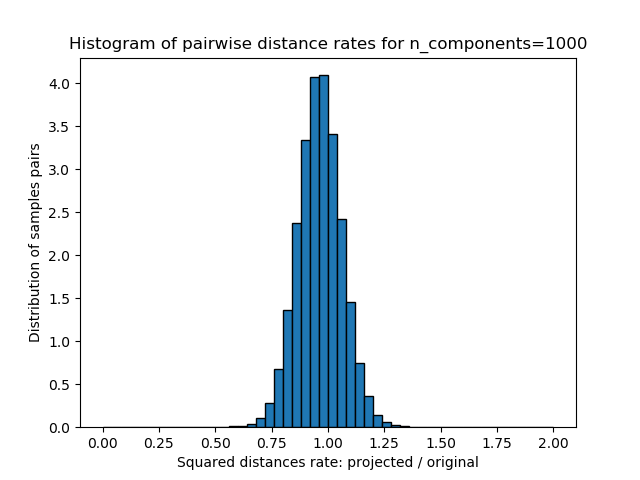 Histogram of pairwise distance rates for n_components=1000
Distribution of samples pairs
4.0
3.5
3.0
2.5
2.0
1.5
1.0
0.5
0.0
0.00 0.25 0.50 0.75 1.00 1.25 1.50 1.75 2.00
Squared distances rate: projected / original